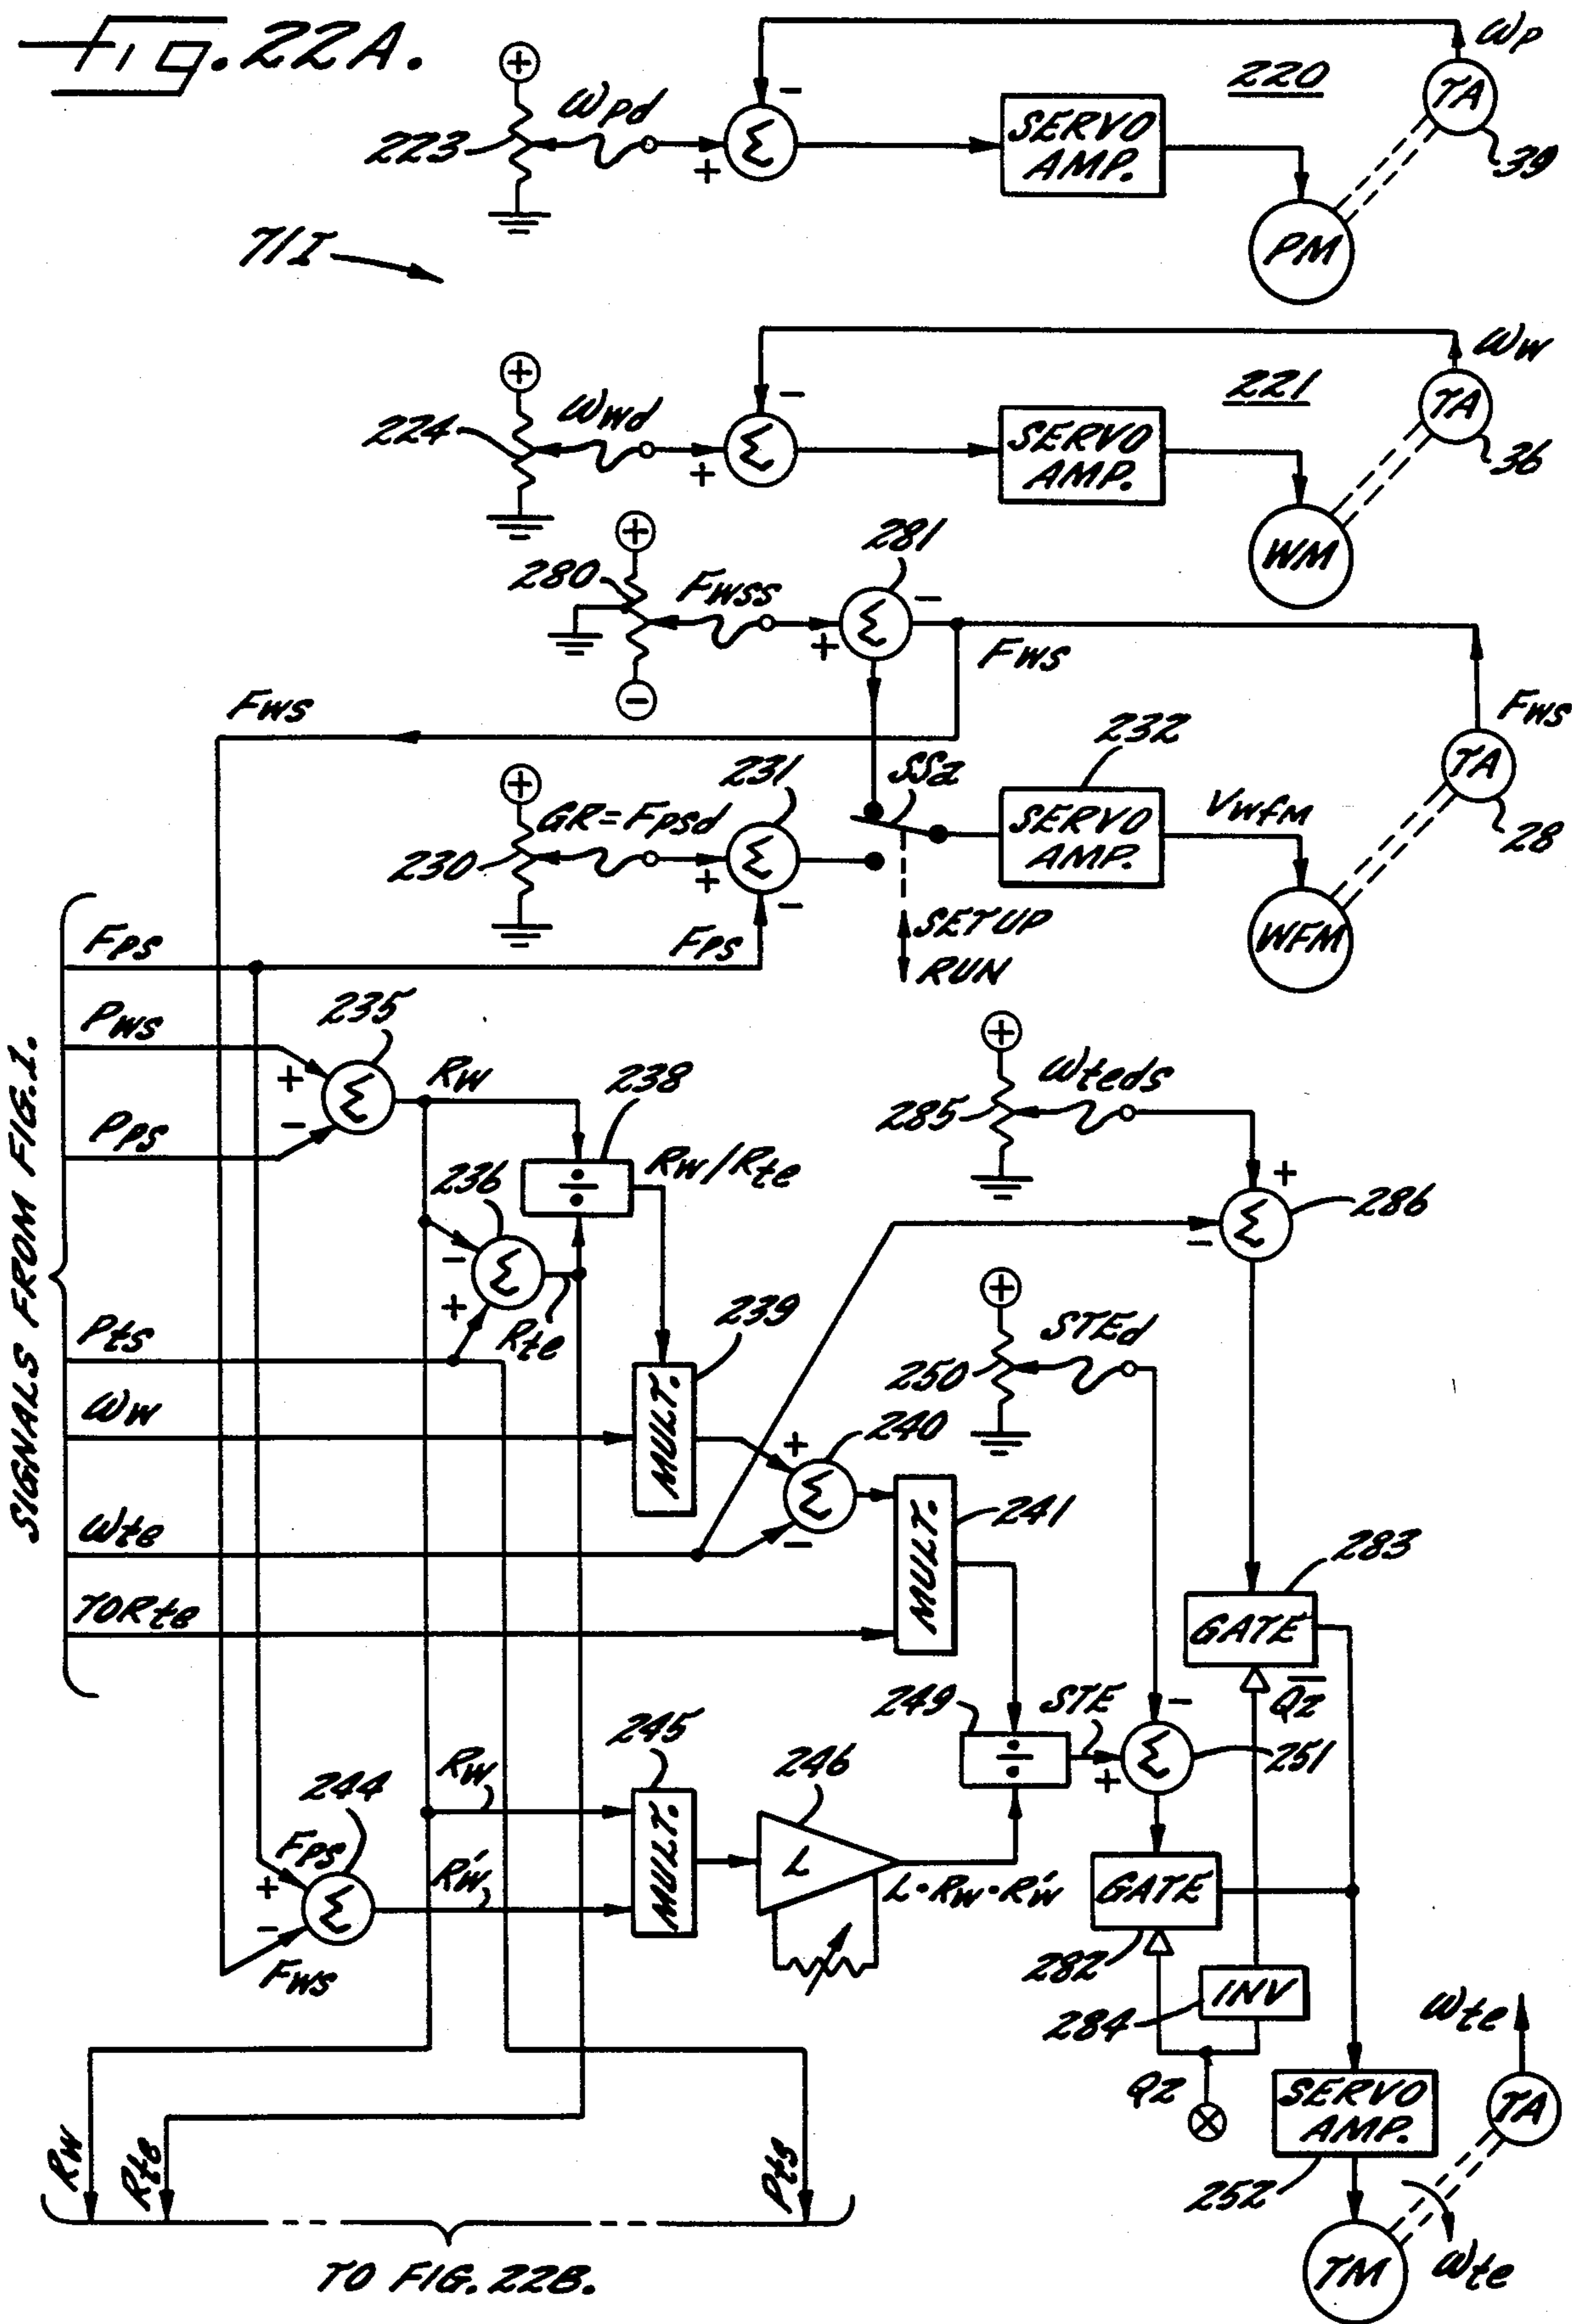 Fig. 22A.
ωP
220
TA
39
+
ωPd
223
−
+
Σ
SERVO
AMP.
PM
71I
ωW
221
TA
36
+
ωWd
224
−
+
Σ
SERVO
AMP.
WM
+
280
FWSS
281
−
+
Σ
−
FWS
FWS
FWS
TA
28
232
SSa
VWFM
SERVO
AMP.
WFM
+
GR=FPSd
231
230
+
Σ
−
SETUP
RUN
FPS
SIGNALS FROM FIG.1.
FPS
PWS
PPS
235
+
−
Σ
RW
238
÷
RW/Rte
236
−
+
Σ
Rte
Pts
ωW
ωte
TORte
239
MULT.
+
ωteds
285
+
−
Σ
286
+
STEd
250
240
+
−
Σ
241
MULT.
283
GATE
Q̅2
249
÷
STE
−
+
Σ
251
245
RW
MULT.
246
L
L·RW·R'W
244
FPS
+
−
Σ
R'W
FWS
GATE
282
INV
284
Q2
ωte
TA
SERVO
AMP.
252
TM
ωte
RW
Rte
Pts
TO FIG. 22B.